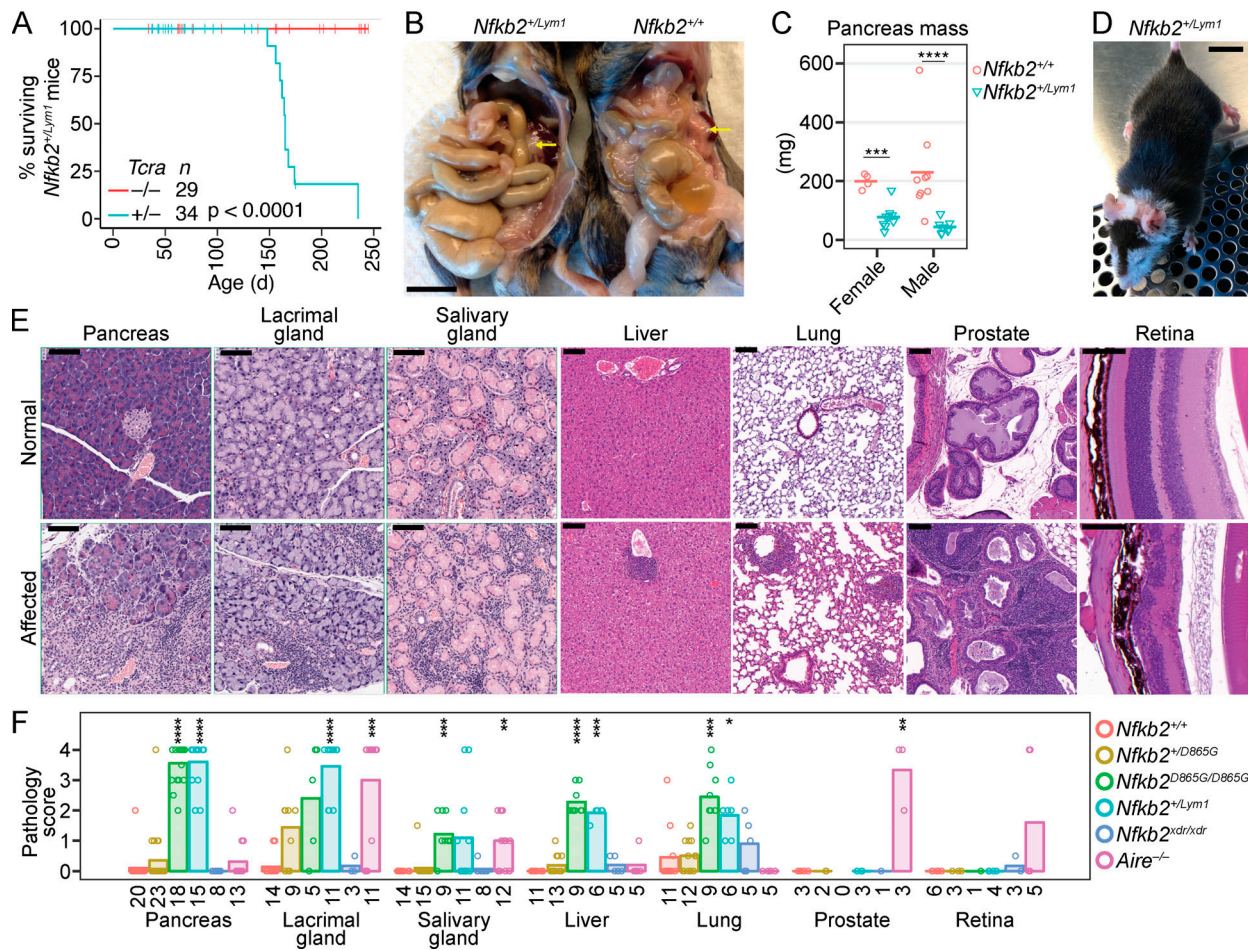 A
% surviving
Nfkb2+/Lym1 mice
100
75
50
25
0
Tcra n
−/− 29
+/− 34 p < 0.0001
0 50 100 150 200 250
Age (d)
B
Nfkb2+/Lym1 Nfkb2+/+
C
Pancreas mass
(mg)
600
400
200
0
*** ****
Nfkb2+/+
Nfkb2+/Lym1
Female Male
D
Nfkb2+/Lym1
E
Pancreas
Lacrimal
gland
Salivary
gland
Liver
Lung
Prostate
Retina
Normal
Affected
F
Pathology
score
4
3
2
1
0
**** **** **** *** *** ** **** *** *** * **
20 23 18 15 8 13
14 9 5 11 3 11
14 15 9 11 8 12
11 13 9 6 5 5
11 12 9 6 5 5
3 2 0 3 1 3
6 3 1 4 3 5
Pancreas
Lacrimal
gland
Salivary
gland
Liver
Lung
Prostate
Retina
Nfkb2+/+
Nfkb2+/D865G
Nfkb2D865G/D865G
Nfkb2+/Lym1
Nfkb2xdr/xdr
Aire−/−